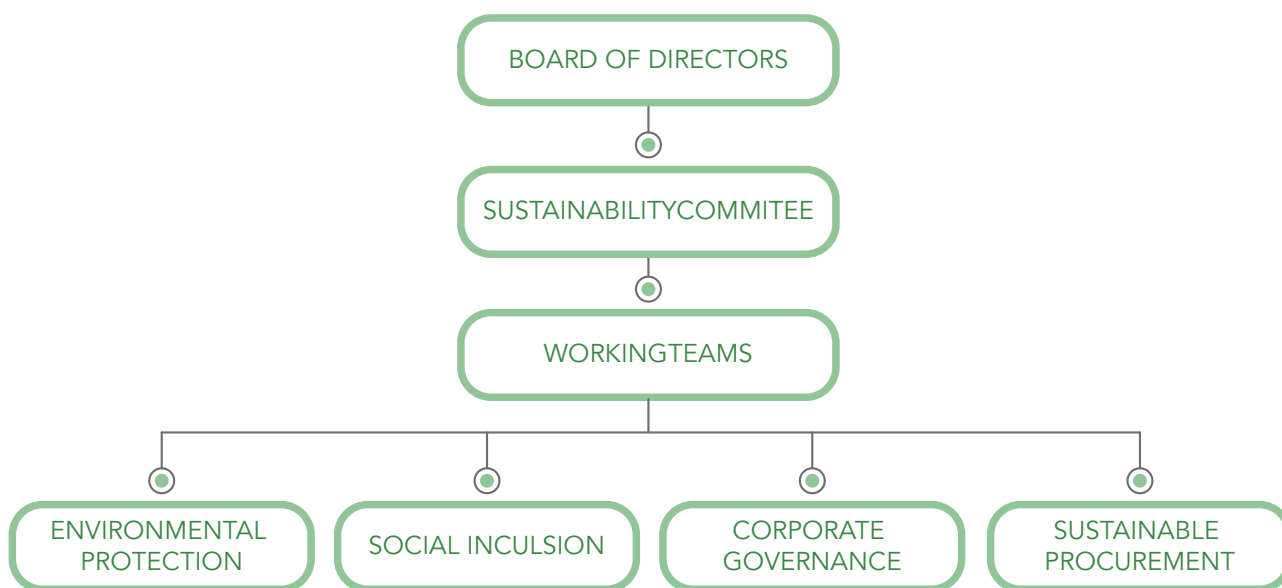 BOARD OF DIRECTORS
SUSTAINABILITYCOMMITEE
WORKINGTEAMS
ENVIRONMENTAL
PROTECTION
SOCIAL INCULSION
CORPORATE
GOVERNANCE
SUSTAINABLE
PROCUREMENT